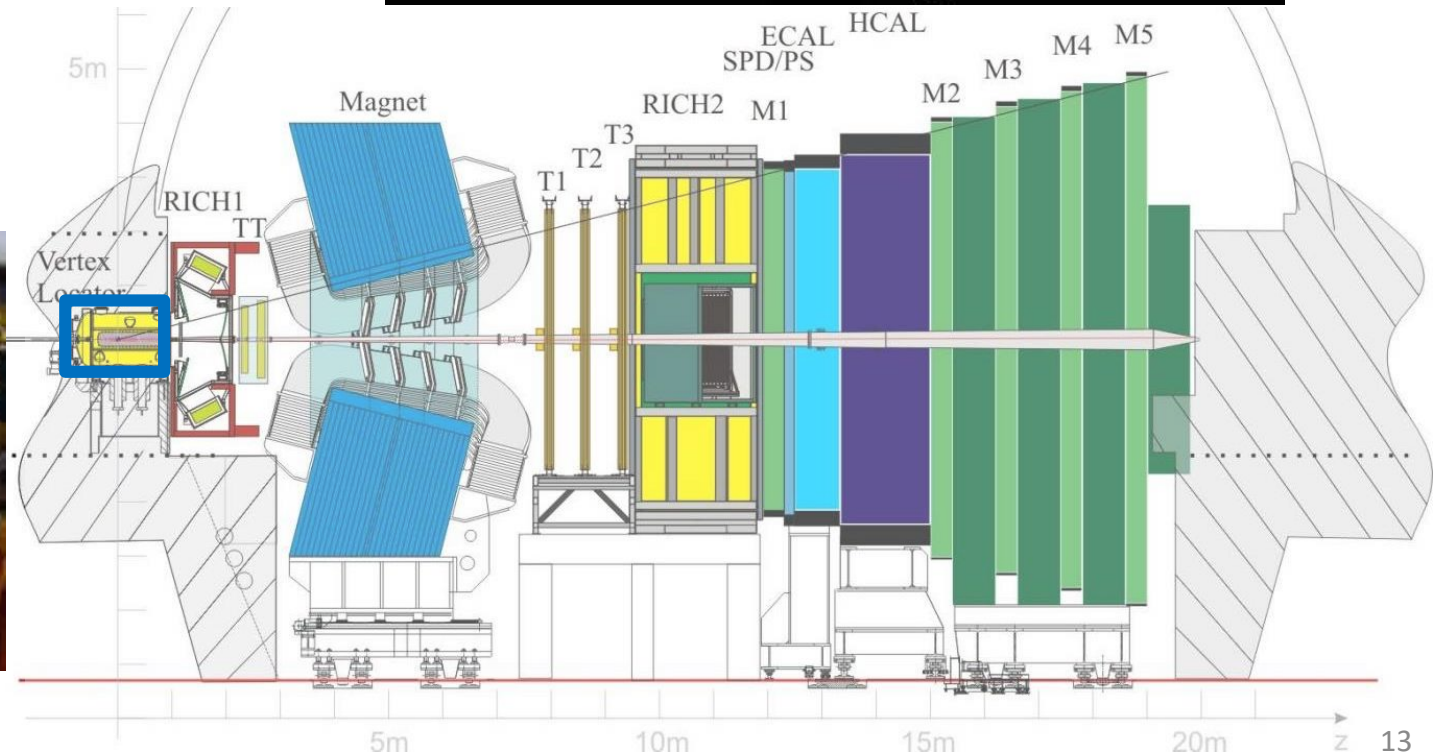 HCAL
M5
ECAL
M4
SPD/PS
M3
5m
M2
Magnet
RICH2
M1
T3
T2
T1
RICH1
TT
Vertex
Locator
5m
10m
15m
20m
z
13